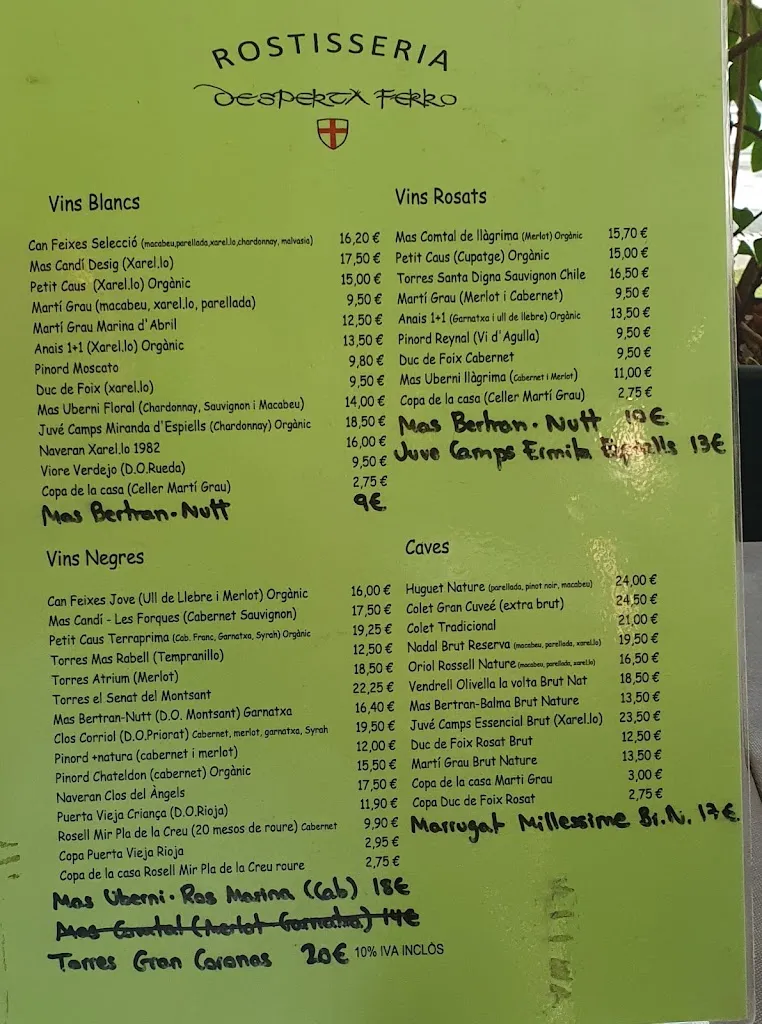 ROSTISSERIA
DESPERTA FERRO
Vins Blancs
Can Feixes Selecció (macabeu,parellada,xarel.lo,chardonnay, malvasia) 16,20 €
Mas Candí Desig (Xarel.lo) 17,50 €
Petit Caus (Xarel.lo) Orgànic 15,00 €
Martí Grau (macabeu, xarel.lo, parellada) 9,50 €
Martí Grau Marina d'Abril 12,50 €
Anais 1+1 (Xarel.lo) Orgànic 13,50 €
Pinord Moscato 9,80 €
Duc de Foix (xarel.lo) 9,50 €
Mas Uberni Floral (Chardonnay, Sauvignon i Macabeu) 14,00 €
Juvé Camps Miranda d'Espiells (Chardonnay) Orgànic 18,50 €
Naveran Xarel.lo 1982 16,00 €
Viore Verdejo (D.O.Rueda) 9,50 €
Copa de la casa (Celler Martí Grau) 2,75 €
Mas Bertran-Nutt 9€
Vins Rosats
Mas Comtal de llàgrima (Merlot) Orgànic 15,70 €
Petit Caus (Cupatge) Orgànic 15,00 €
Torres Santa Digna Sauvignon Chile 16,50 €
Martí Grau (Merlot i Cabernet) 9,50 €
Anais 1+1 (Garnatxa i ull de llebre) Orgànic 13,50 €
Pinord Reynal (Vi d'Agulla) 9,50 €
Duc de Foix Cabernet 9,50 €
Mas Uberni llàgrima (Cabernet i Merlot) 11,00 €
Copa de la casa (Celler Martí Grau) 2,75 €
Mas Bertran-Nutt 10€
Juve Camps Ermita Espiells 13€
Vins Negres
Can Feixes Jove (Ull de Llebre i Merlot) Orgànic 16,00 €
Mas Candí - Les Forques (Cabernet Sauvignon) 17,50 €
Petit Caus Terraprima (Cab. Franc, Garnatxa, Syrah) Orgànic 19,25 €
Torres Mas Rabell (Tempranillo) 12,50 €
Torres Atrium (Merlot) 18,50 €
Torres el Senat del Montsant 22,25 €
Mas Bertran-Nutt (D.O. Montsant) Garnatxa 16,40 €
Clos Corriol (D.O.Priorat) Cabernet, merlot, garnatxa, Syrah 19,50 €
Pinord +natura (cabernet i merlot) 12,00 €
Pinord Chateldon (cabernet) Orgànic 15,50 €
Naveran Clos del Àngels 17,50 €
Puerta Vieja Criança (D.O.Rioja) 11,90 €
Rosell Mir Pla de la Creu (20 mesos de roure) Cabernet 9,90 €
Copa Puerta Vieja Rioja 2,95 €
Copa de la casa Rosell Mir Pla de la Creu roure 2,75 €
Mas Uberni-Ros Marina (Cab) 18€
Mas Comtal (Merlot-Garnatxa) 14€
Torres Gran Coronas 20€
10% IVA INCLÒS
Caves
Huguet Nature (parellada, pinot noir, macabeu) 24,00 €
Colet Gran Cuveé (extra brut) 24,50 €
Colet Tradicional 21,00 €
Nadal Brut Reserva (macabeu, parellada, xarel.lo) 19,50 €
Oriol Rossell Nature (macabeu, parellada, xarel.lo) 16,50 €
Vendrell Olivella la volta Brut Nat 18,50 €
Mas Bertran-Balma Brut Nature 13,50 €
Juvé Camps Essencial Brut (Xarel.lo) 23,50 €
Duc de Foix Rosat Brut 12,50 €
Martí Grau Brut Nature 13,50 €
Copa de la casa Marti Grau 3,00 €
Copa Duc de Foix Rosat 2,75 €
Marrugat Millessime Br.N. 17€